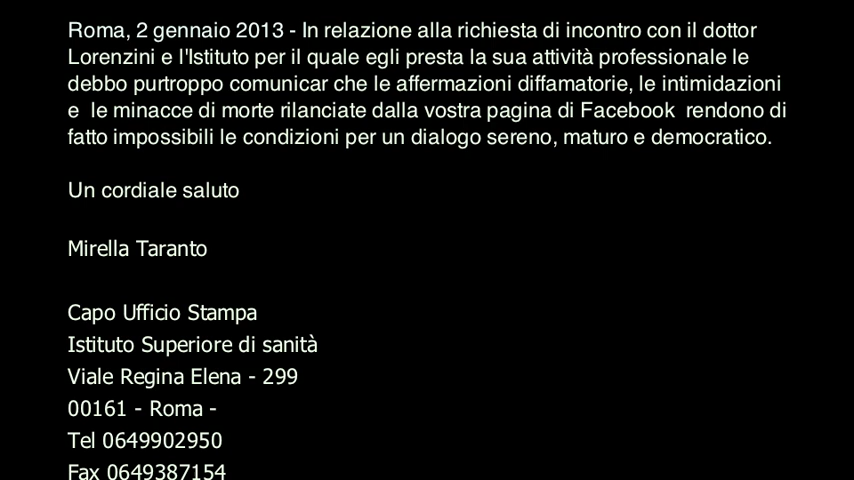 Roma, 2 gennaio 2013 - In relazione alla richiesta di incontro con il dottor
Lorenzini e l'Istituto per il quale egli presta la sua attività professionale le
debbo purtroppo comunicar che le affermazioni diffamatorie, le intimidazioni
e  le minacce di morte rilanciate dalla vostra pagina di Facebook  rendono di
fatto impossibili le condizioni per un dialogo sereno, maturo e democratico.
Un cordiale saluto
Mirella Taranto
Capo Ufficio Stampa
Istituto Superiore di sanità
Viale Regina Elena - 299
00161 - Roma -
Tel 0649902950
Fax 0649387154